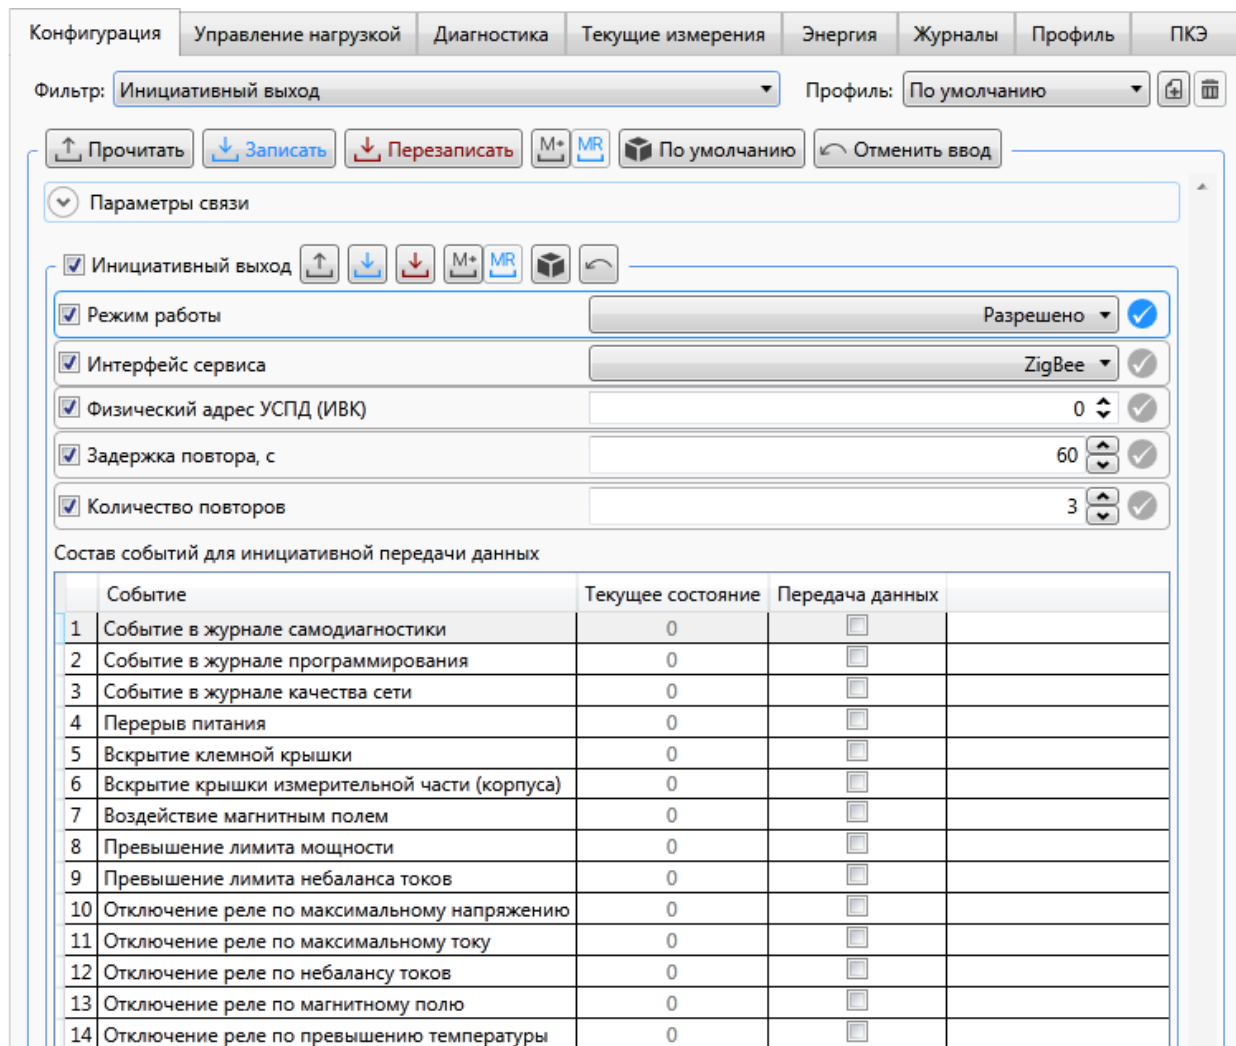 Конфигурация Управление нагрузкой Диагностика Текущие измерения Энергия Журналы Профиль ПКЭ
Фильтр: Инициативный выход Профиль: По умолчанию
Прочитать Записать Перезаписать M+ MR По умолчанию Отменить ввод
Параметры связи
Инициативный выход M+ MR
Режим работы Разрешено
Интерфейс сервиса ZigBee
Физический адрес УСПД (ИВК) 0
Задержка повтора, с 60
Количество повторов 3
Состав событий для инициативной передачи данных
Событие Текущее состояние Передача данных
1 Событие в журнале самодиагностики 0
2 Событие в журнале программирования 0
3 Событие в журнале качества сети 0
4 Перерыв питания 0
5 Вскрытие клемной крышки 0
6 Вскрытие крышки измерительной части (корпуса) 0
7 Воздействие магнитным полем 0
8 Превышение лимита мощности 0
9 Превышение лимита небаланса токов 0
10 Отключение реле по максимальному напряжению 0
11 Отключение реле по максимальному току 0
12 Отключение реле по небалансу токов 0
13 Отключение реле по магнитному полю 0
14 Отключение реле по превышению температуры 0